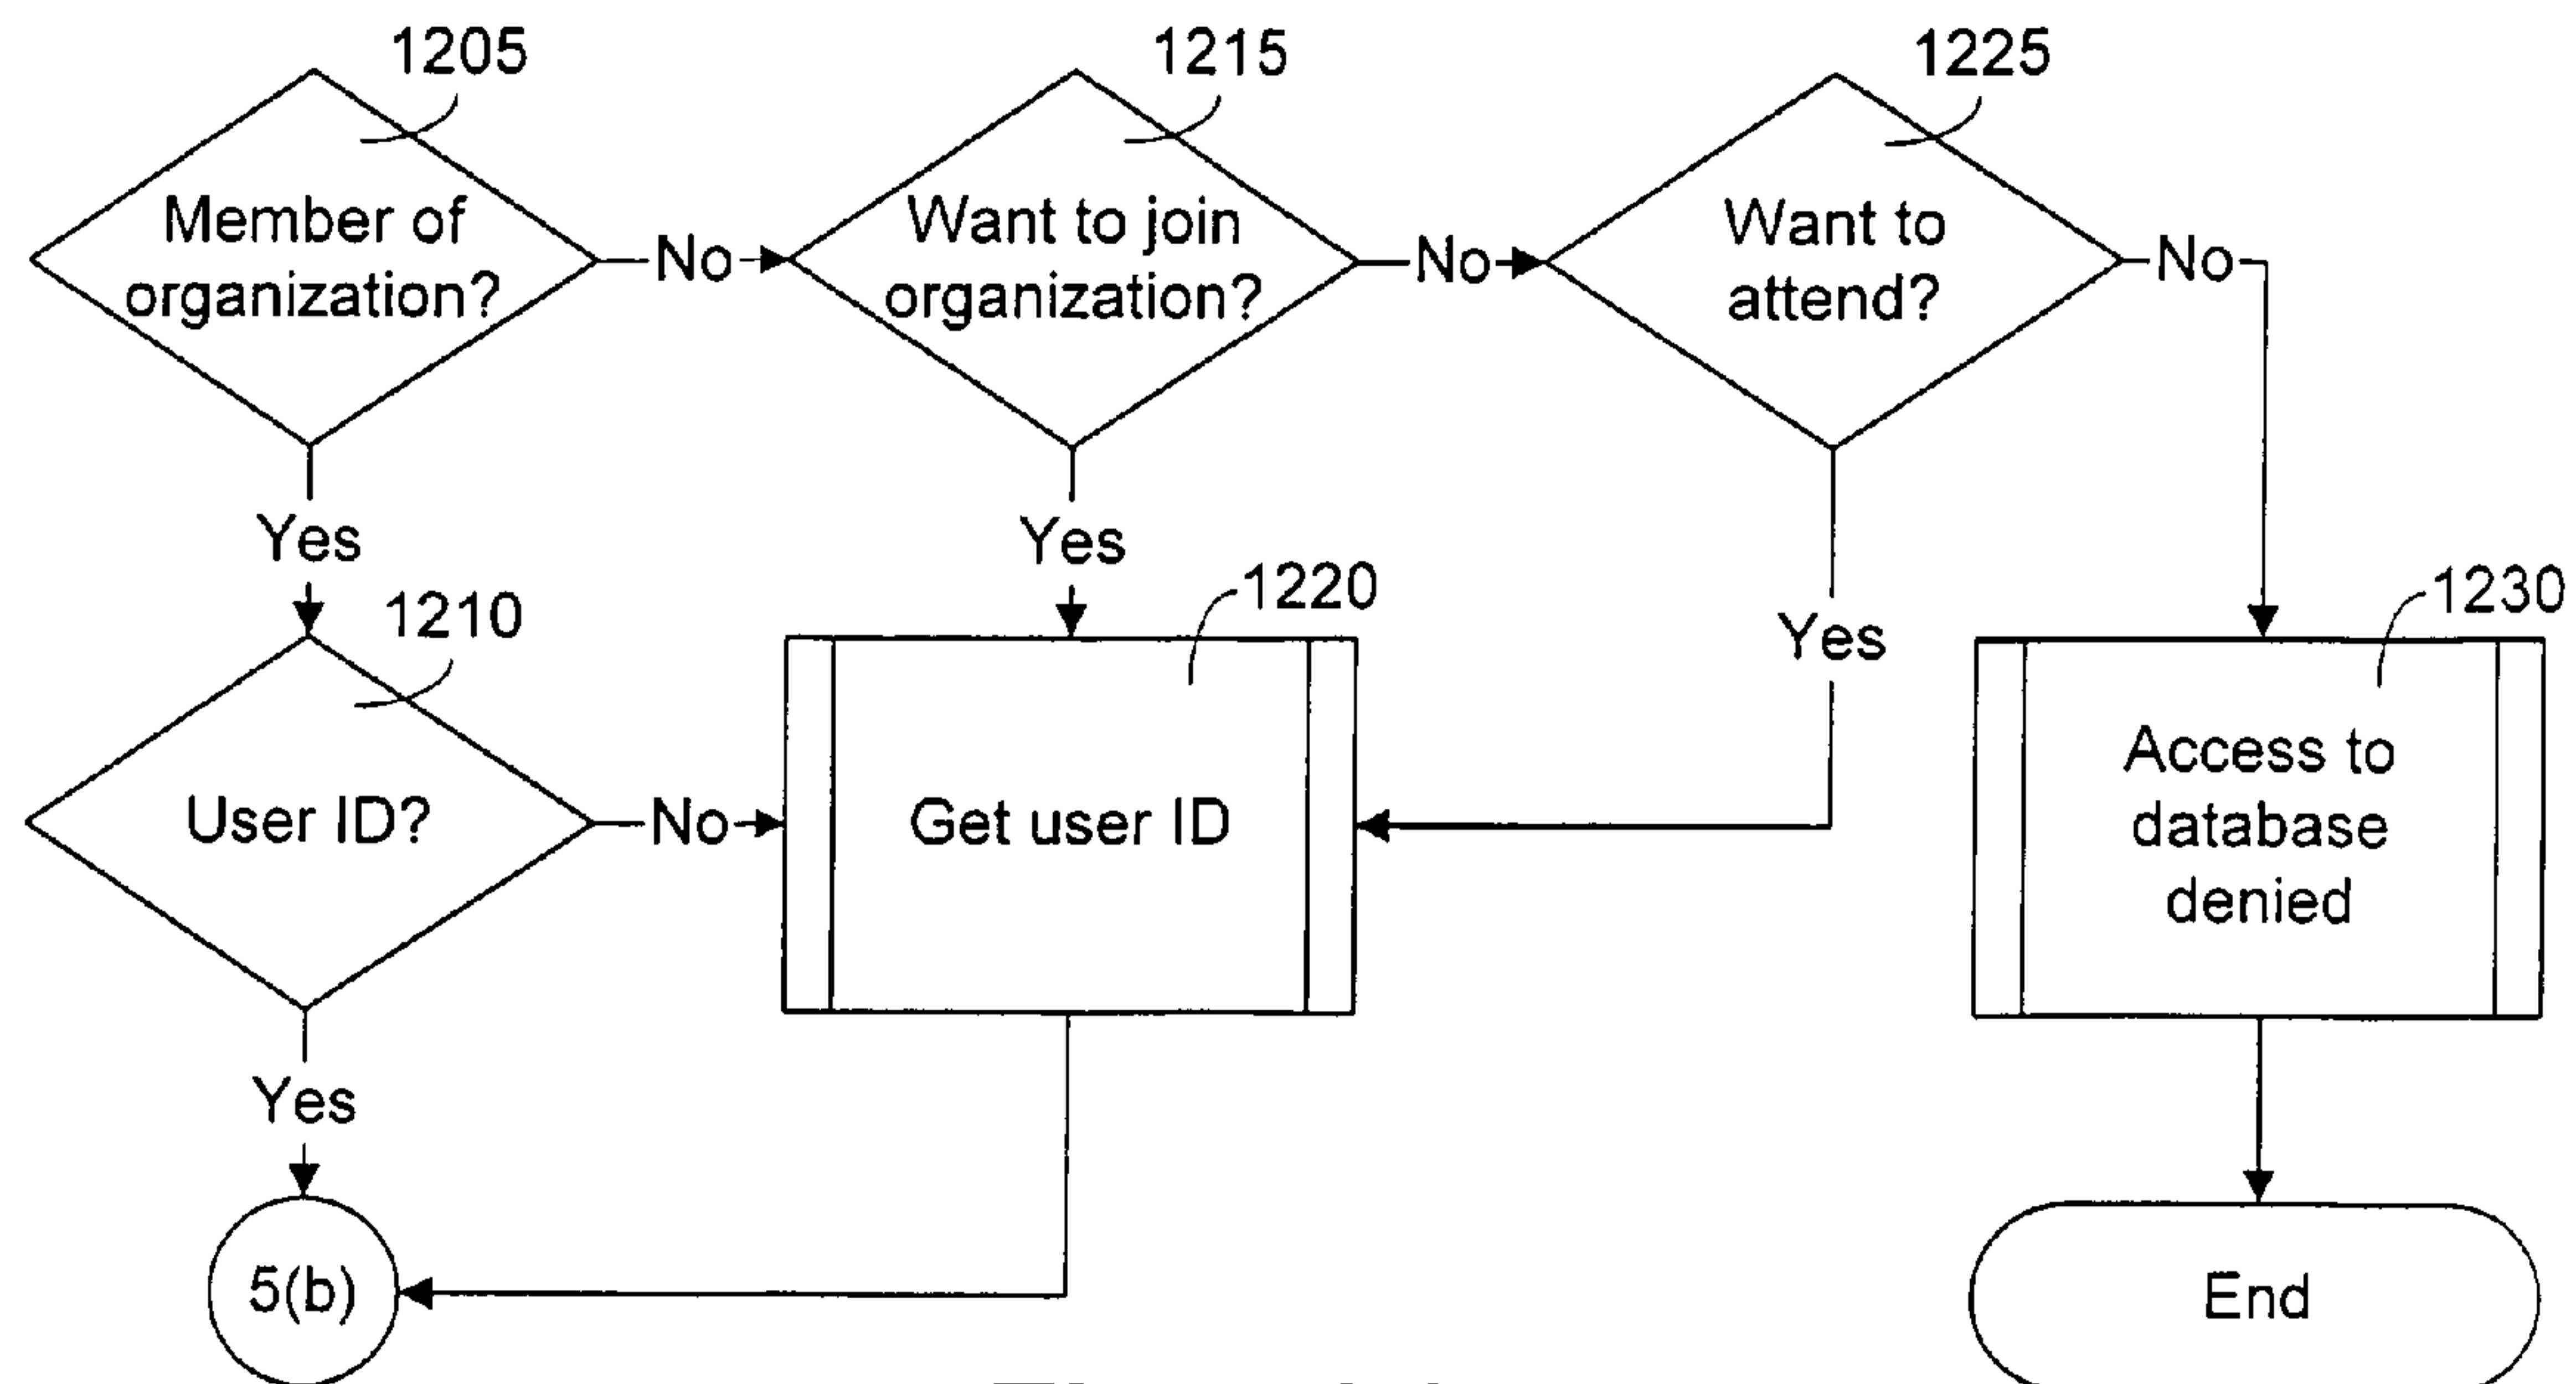 1205
1215
1225
Member of
organization?
No
Want to join
organization?
No
Want to
attend?
No
Yes
Yes
Yes
1210
1220
1230
User ID?
No
Get user ID
Access to
database
denied
Yes
5(b)
End